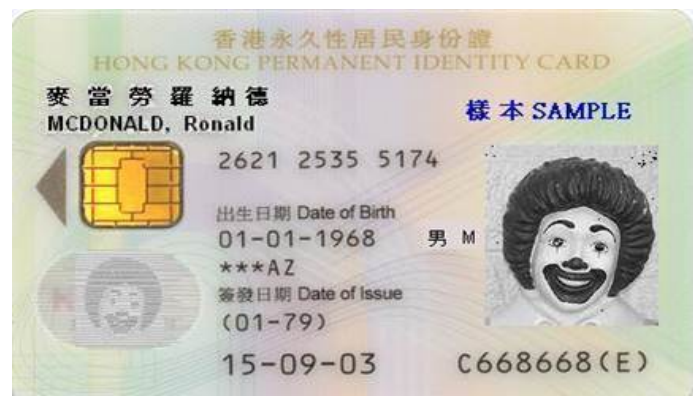 香港永久性居民身份證
HONG KONG PERMANENT IDENTITY CARD
麥當勞羅納德
MCDONALD, Ronald
樣本 SAMPLE
2621 2535 5174
出生日期 Date of Birth
01-01-1968 男 M
***AZ
簽發日期 Date of Issue
(01-79)
15-09-03 C668668(E)